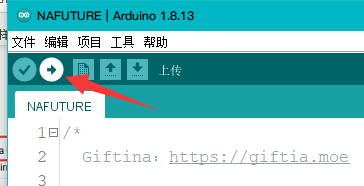 NAFUTURE | Arduino 1.8.13
文件 编辑 项目 工具 帮助
上传
NAFUTURE
1 /*
2 Giftina：https://giftia.moe